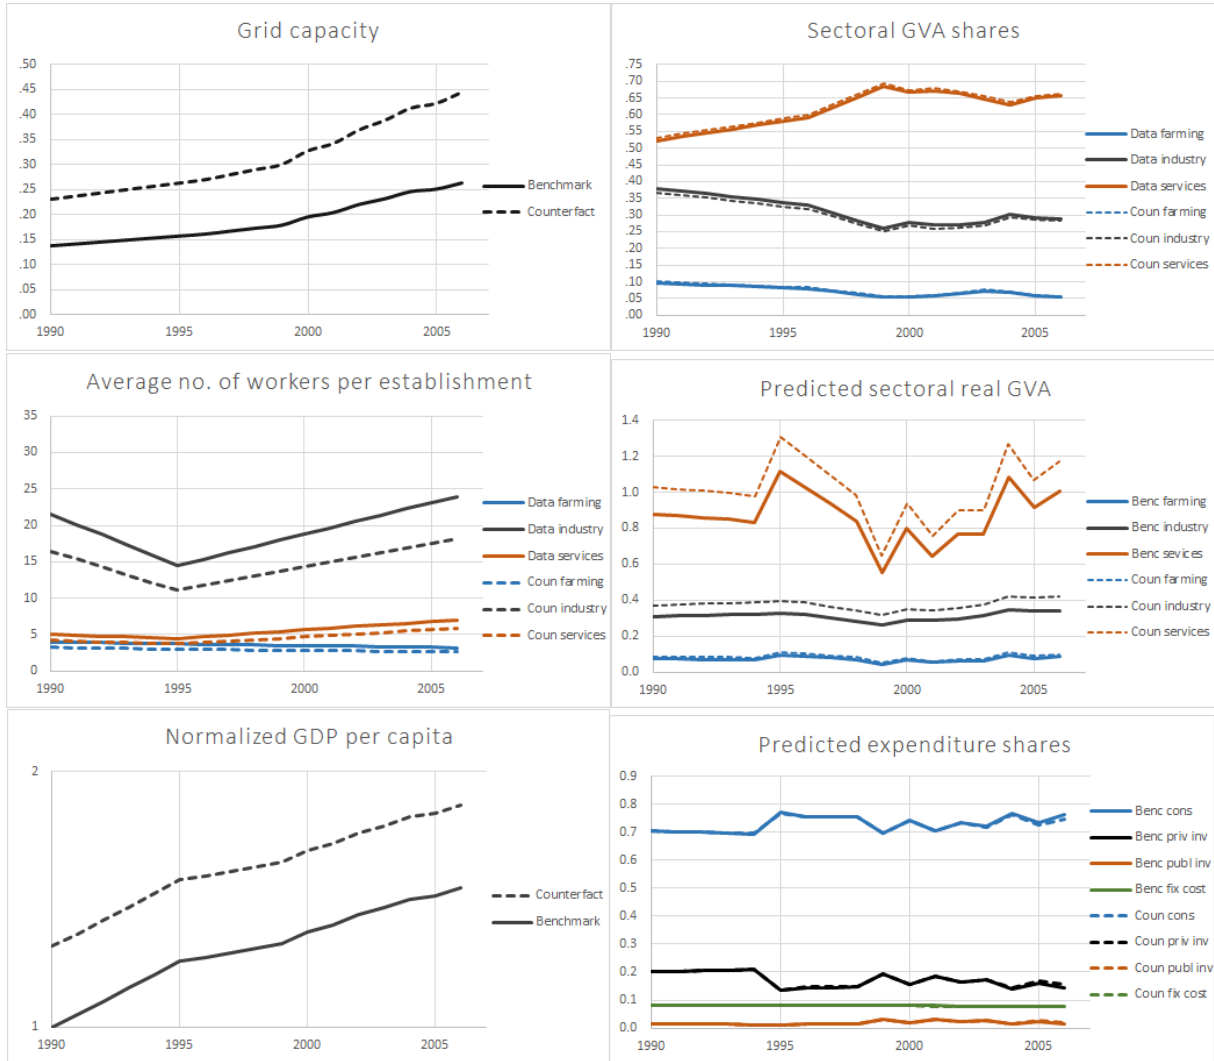 Grid capacity
.50
.45
.40
.35
.30
.25
.20
.15
.10
.05
.00
1990 1995 2000 2005
Benchmark
Counterfact
Sectoral GVA shares
.75
.70
.65
.60
.55
.50
.45
.40
.35
.30
.25
.20
.15
.10
.05
.00
1990 1995 2000 2005
Data farming
Data industry
Data services
Coun farming
Coun industry
Coun services
Average no. of workers per establishment
35
30
25
20
15
10
5
0
1990 1995 2000 2005
Data farming
Data industry
Data services
Coun farming
Coun industry
Coun services
Predicted sectoral real GVA
1.4
1.2
1.0
0.8
0.6
0.4
0.2
0.0
1990 1995 2000 2005
Benc farming
Benc industry
Benc sevices
Coun farming
Coun industry
Coun services
Normalized GDP per capita
2
1
1990 1995 2000 2005
Counterfact
Benchmark
Predicted expenditure shares
0.9
0.8
0.7
0.6
0.5
0.4
0.3
0.2
0.1
0.0
1990 1995 2000 2005
Benc cons
Benc priv inv
Benc publ inv
Benc fix cost
Coun cons
Coun priv inv
Coun publ inv
Coun fix cost